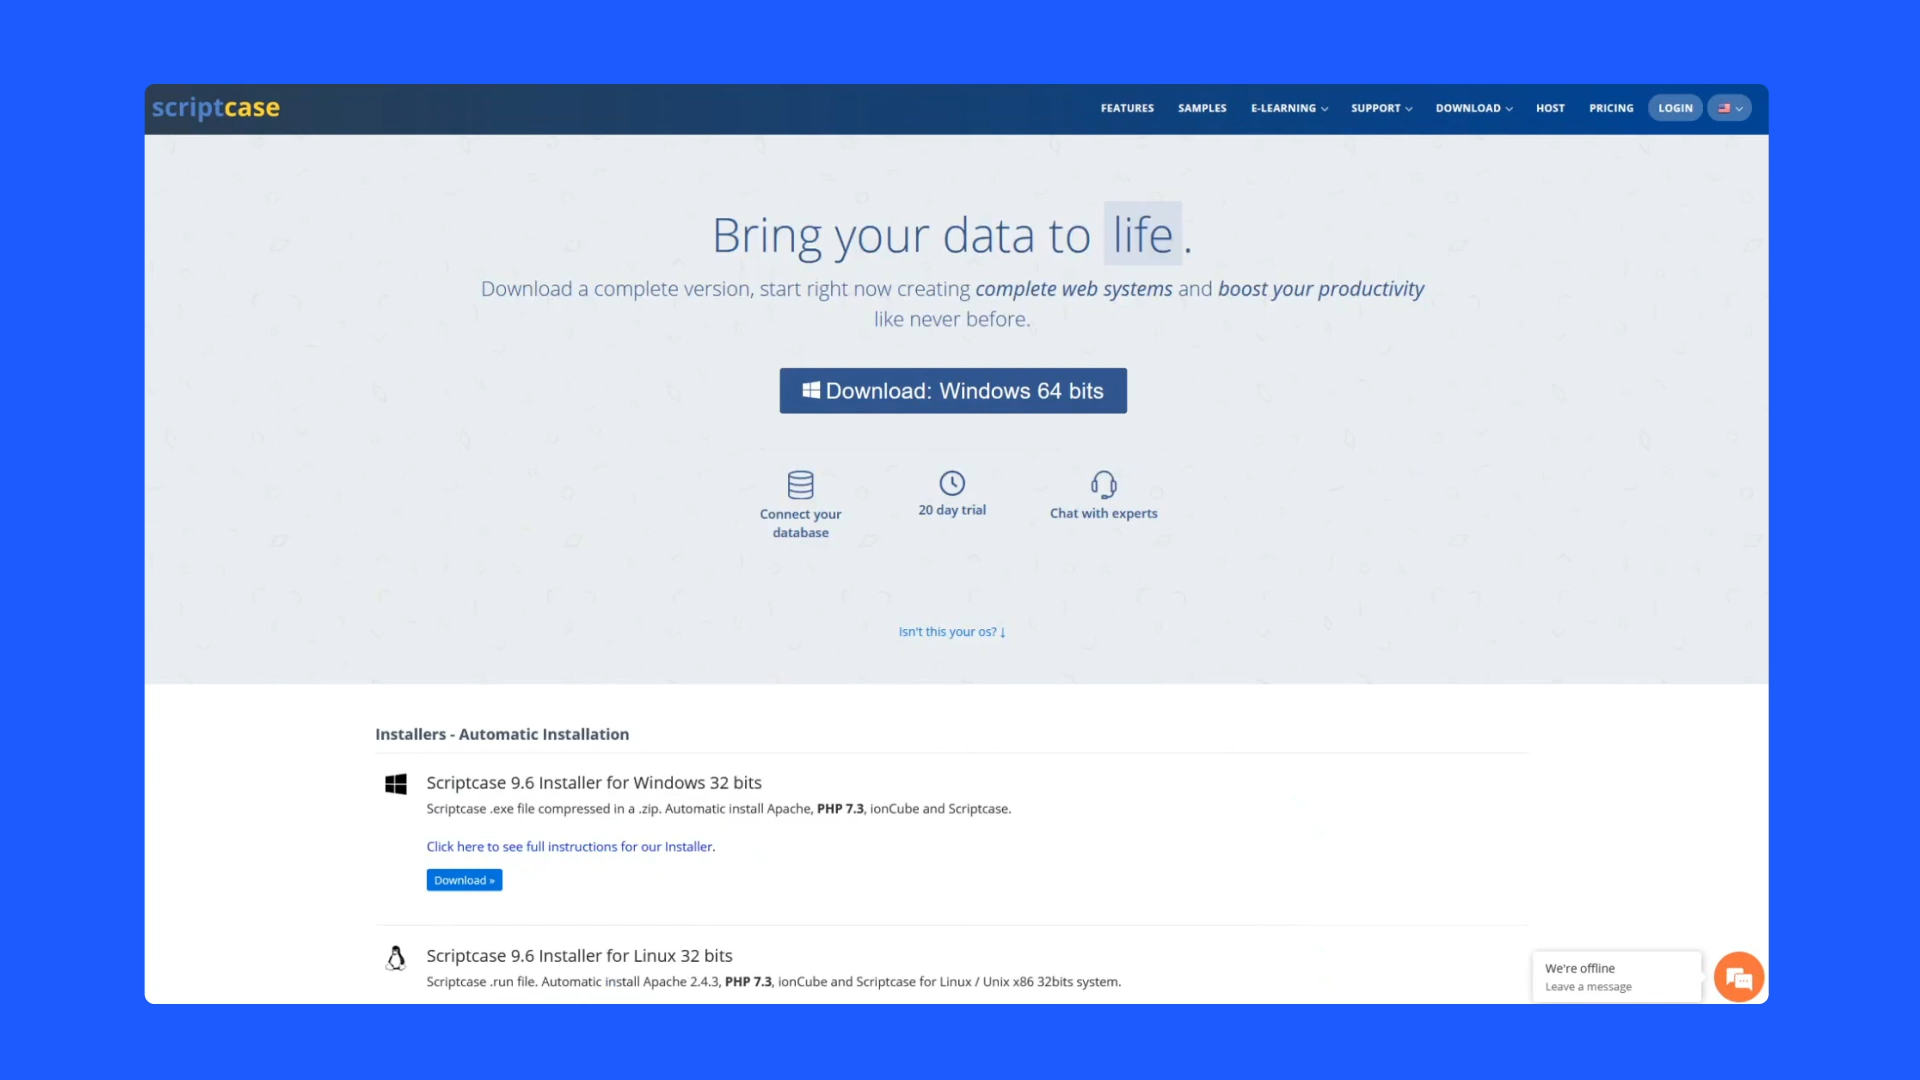 scriptcase
FEATURES SAMPLES E-LEARNING SUPPORT DOWNLOAD HOST PRICING LOGIN
Bring your data to life.
Download a complete version, start right now creating complete web systems and boost your productivity
like never before.
Download: Windows 64 bits
Connect your
database
20 day trial
Chat with experts
Isn't this your os? ↓
Installers - Automatic Installation
Scriptcase 9.6 Installer for Windows 32 bits
Scriptcase .exe file compressed in a .zip. Automatic install Apache, PHP 7.3, ionCube and Scriptcase.
Click here to see full instructions for our Installer.
Download »
Scriptcase 9.6 Installer for Linux 32 bits
Scriptcase .run file. Automatic install Apache 2.4.3, PHP 7.3, ionCube and Scriptcase for Linux / Unix x86 32bits system.
We're offline
Leave a message